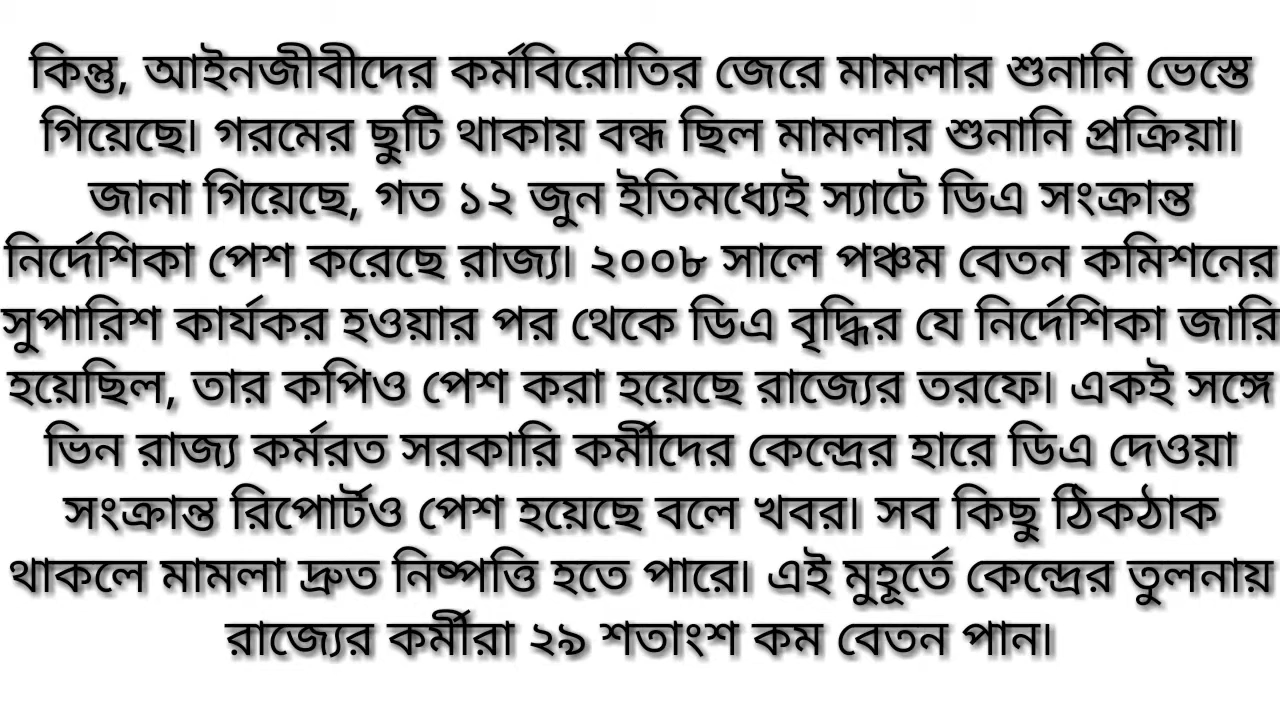 কিন্তু, আইনজীবীদের কর্মবিরোতির জেরে মামলার শুনানি ভেস্তে
গিয়েছে। গরমের ছুটি থাকায় বন্ধ ছিল মামলার শুনানি প্রক্রিয়া।
জানা গিয়েছে, গত ১২ জুন ইতিমধ্যেই স্যাটে ডিএ সংক্রান্ত
নির্দেশিকা পেশ করেছে রাজ্য। ২০০৮ সালে পঞ্চম বেতন কমিশনের
সুপারিশ কার্যকর হওয়ার পর থেকে ডিএ বৃদ্ধির যে নির্দেশিকা জারি
হয়েছিল, তার কপিও পেশ করা হয়েছে রাজ্যের তরফে। একই সঙ্গে
ভিন রাজ্য কর্মরত সরকারি কর্মীদের কেন্দ্রের হারে ডিএ দেওয়া
সংক্রান্ত রিপোর্টও পেশ হয়েছে বলে খবর। সব কিছু ঠিকঠাক
থাকলে মামলা দ্রুত নিষ্পত্তি হতে পারে। এই মুহূর্তে কেন্দ্রের তুলনায়
রাজ্যের কর্মীরা ২৯ শতাংশ কম বেতন পান।